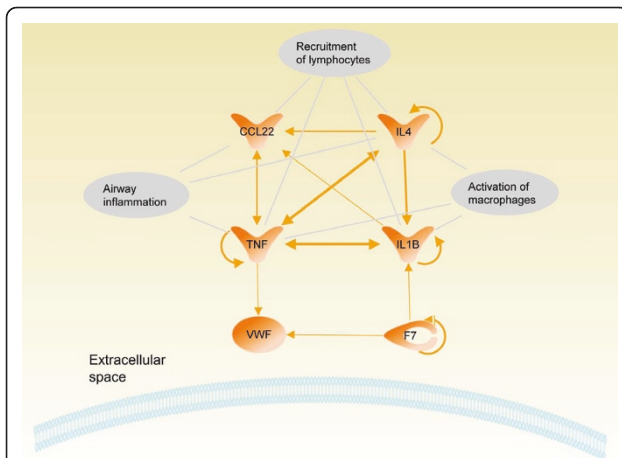 Recruitment
of lymphocytes
CCL22
IL4
Airway
inflammation
Activation of
macrophages
TNF
IL1B
VWF
F7
Extracellular
space